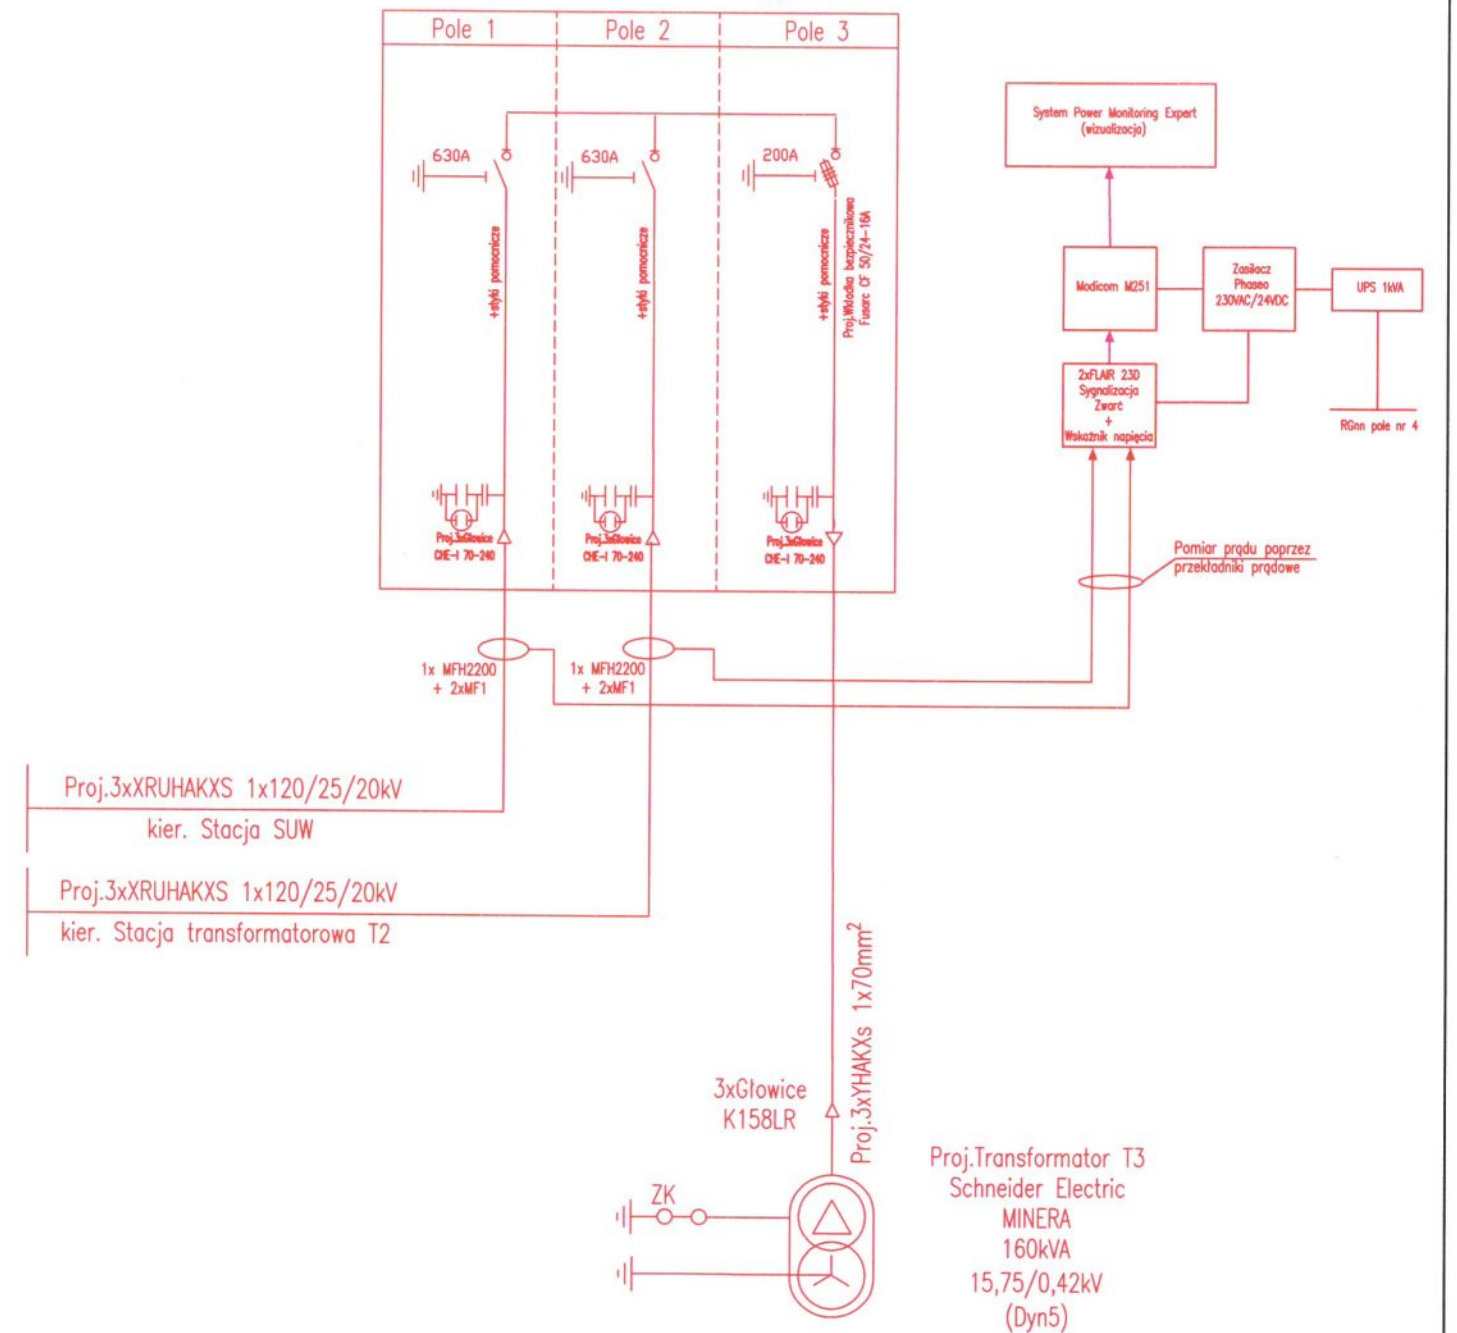 Pole 1
Pole 2
Pole 3
630A
630A
200A
+styki pomocnicze
+styki pomocnicze
+styki pomocnicze
Proj.Wkładka bezpiecznikowa
Fusarc CF 50/24-16A
Proj.3xGłowice
CHE-I 70-240
Proj.3xGłowice
CHE-I 70-240
Proj.3xGłowice
CHE-I 70-240
System Power Monitoring Expert
(wizualizacja)
Modicom M251
Zasilacz
Phaseo
230VAC/24VDC
UPS 1kVA
2xFLAIR 23D
Sygnalizacja
Zwarć
+
Wskaźnik napięcia
RGnn pole nr 4
Pomiar prądu poprzez
przekładniki prądowe
1x MFH2200
+ 2xMF1
1x MFH2200
+ 2xMF1
Proj.3xXRUHAKXS 1x120/25/20kV
kier. Stacja SUW
Proj.3xXRUHAKXS 1x120/25/20kV
kier. Stacja transformatorowa T2
Proj.3xYHAKXs 1x70mm²
3xGłowice
K158LR
ZK
Proj.Transformator T3
Schneider Electric
MINERA
160kVA
15,75/0,42kV
(Dyn5)